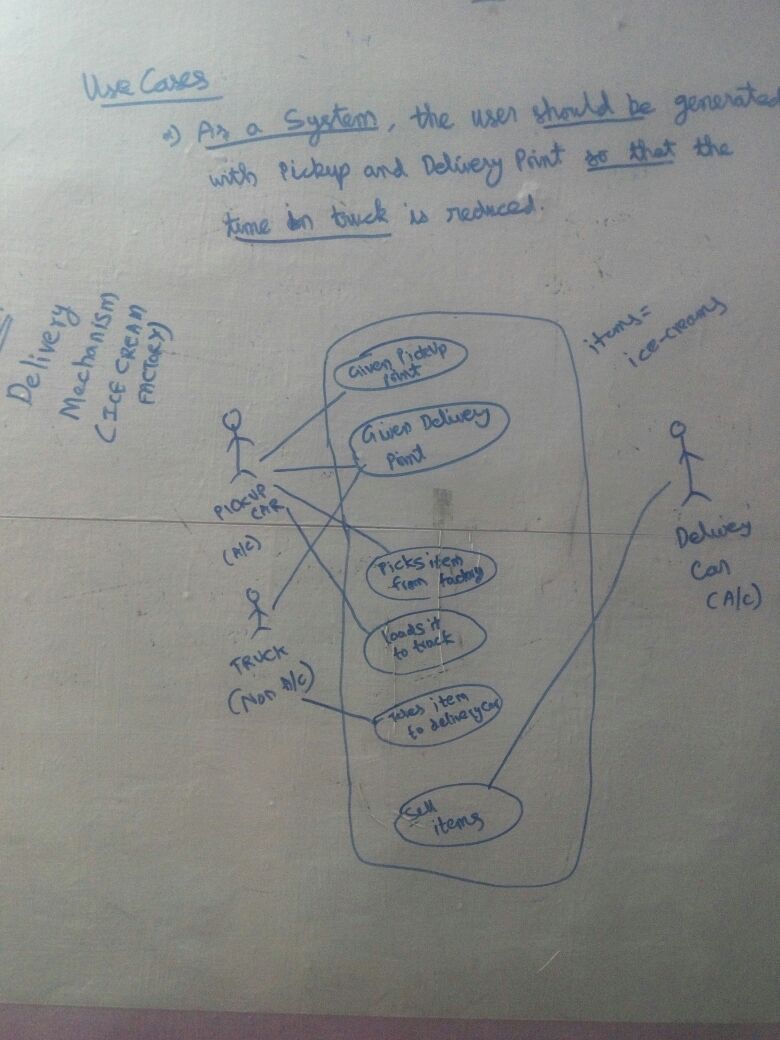 Use Cases
*) As a System, the user should be generated
with Pickup and Delivery Point so that the
time in truck is reduced.
Delivery
Mechanism
(ICE CREAM
FACTORY)
items=
ice-creams
Given Pickup
Point
Given Delivery
Point
PICKUP
CAR
(A/C)
Picks item
from factory
Delivery
Car
(A/C)
Loads it
to truck
TRUCK
(Non A/C)
Takes item
to delivery car
Sell
items